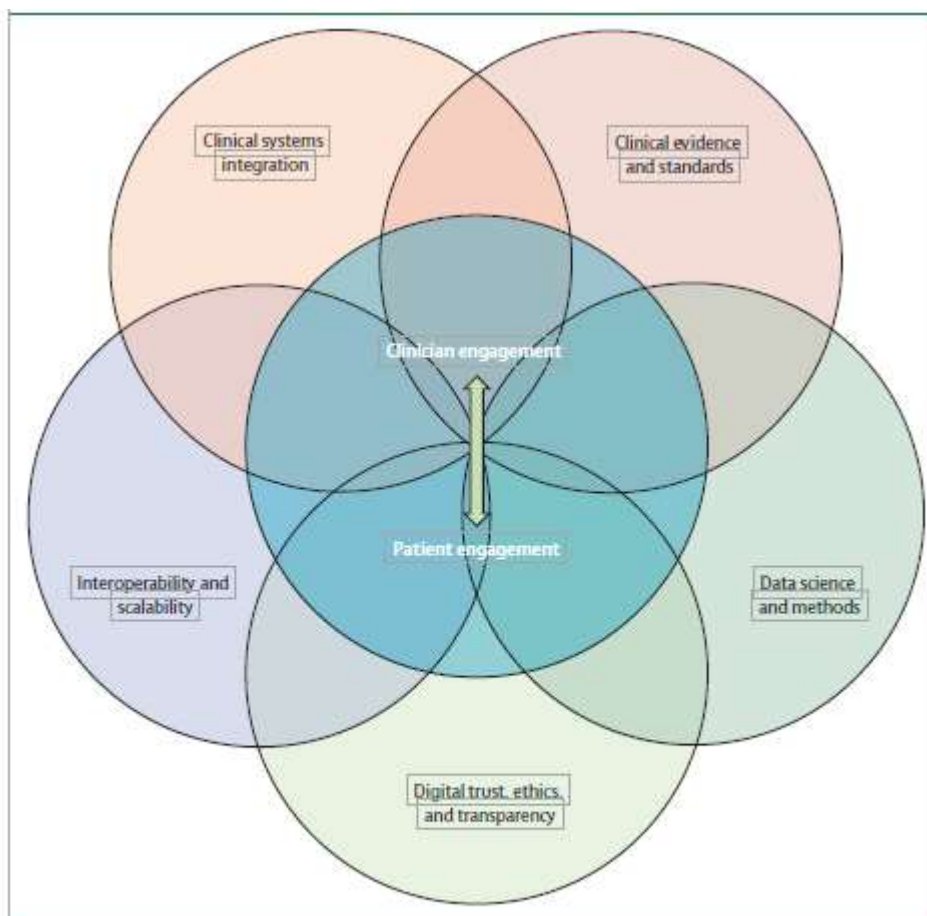 Clinical systems
integration
Clinical evidence
and standards
Clinician engagement
Patient engagement
Interoperability and
scalability
Data science
and methods
Digital trust, ethics,
and transparency